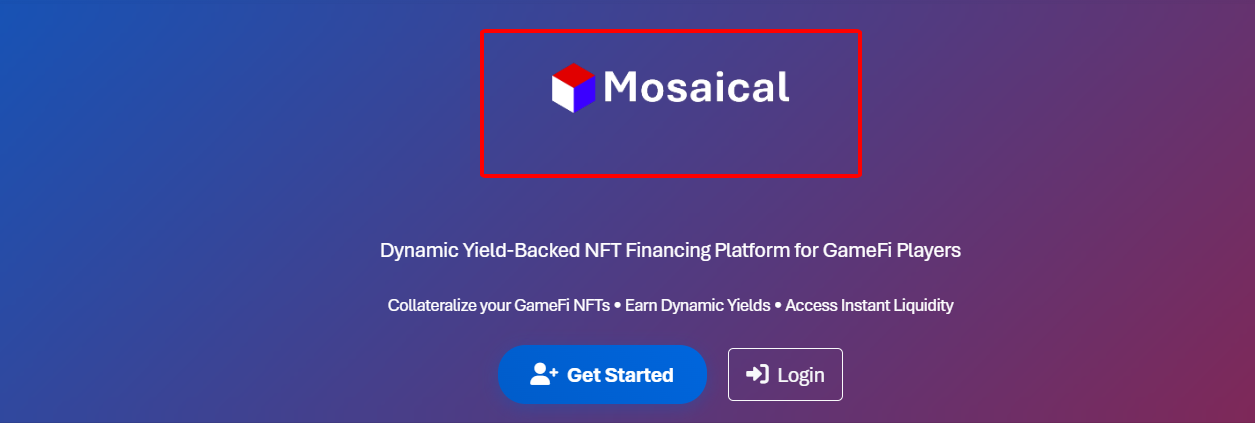 Mosaical
Dynamic Yield-Backed NFT Financing Platform for GameFi Players
Collateralize your GameFi NFTs • Earn Dynamic Yields • Access Instant Liquidity
Get Started
Login